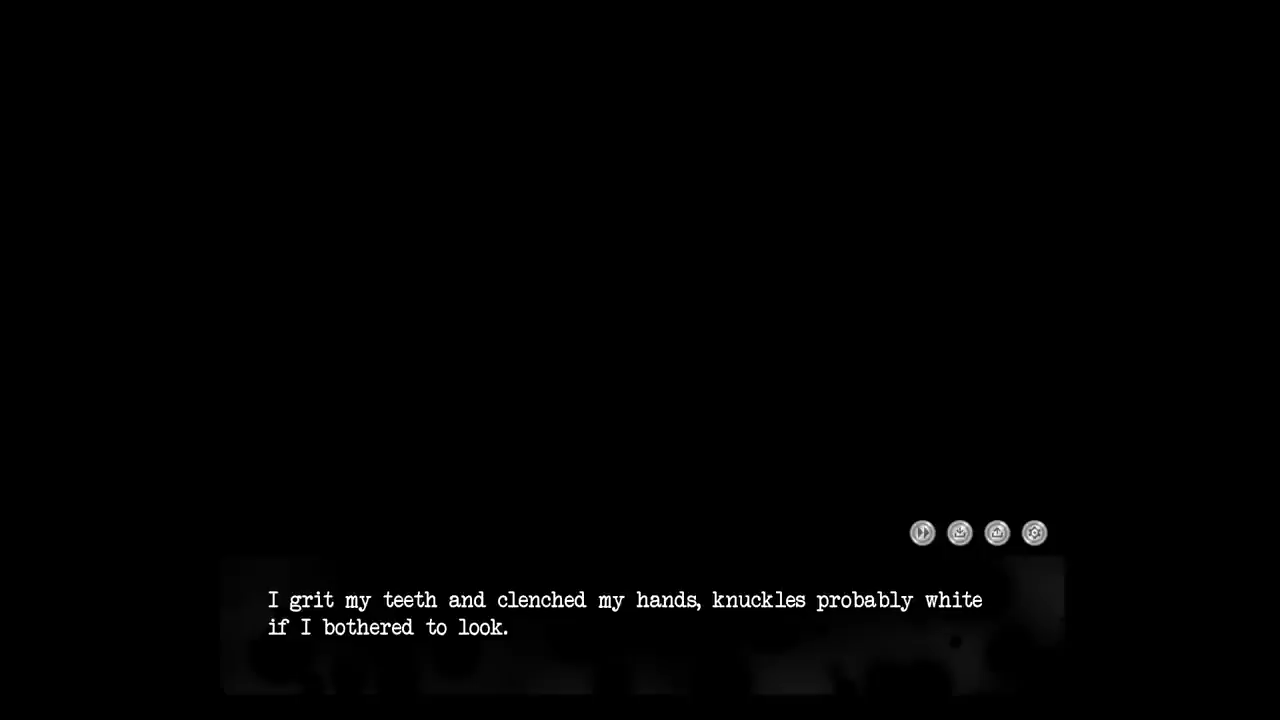 I grit my teeth and clenched my hands, knuckles probably white
if I bothered to look.